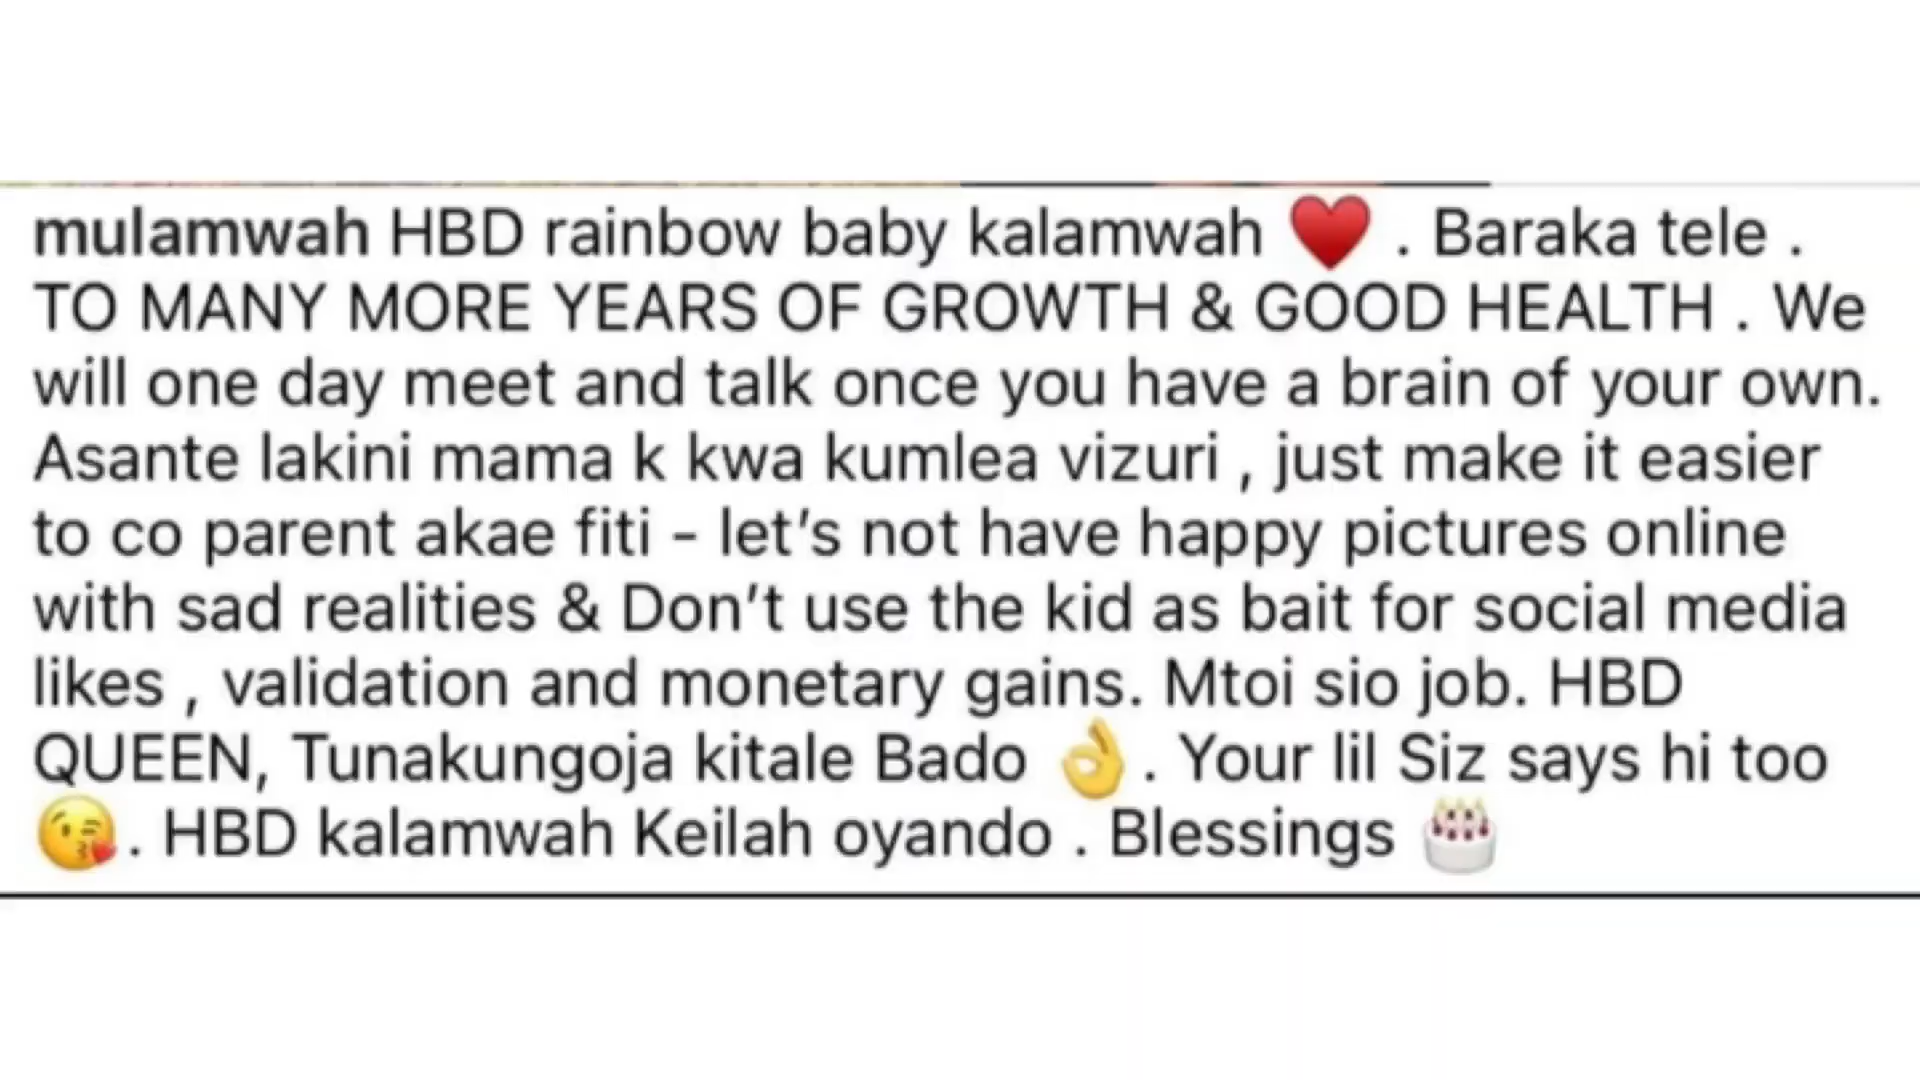 mulamwah HBD rainbow baby kalamwah ❤️ . Baraka tele .
TO MANY MORE YEARS OF GROWTH & GOOD HEALTH . We
will one day meet and talk once you have a brain of your own.
Asante lakini mama k kwa kumlea vizuri , just make it easier
to co parent akae fiti - let’s not have happy pictures online
with sad realities & Don’t use the kid as bait for social media
likes , validation and monetary gains. Mtoi sio job. HBD
QUEEN, Tunakungoja kitale Bado 👌 . Your lil Siz says hi too
😘 . HBD kalamwah Keilah oyando . Blessings 🎂